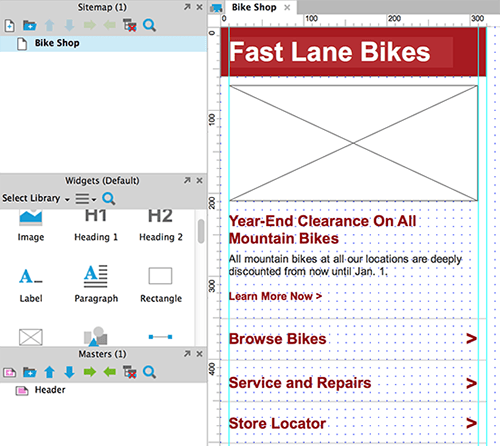 Sitemap (1)
Bike Shop
Widgets (Default)
Select Library
Image
H1
Heading 1
H2
Heading 2
A_
Label
A
Paragraph
Rectangle
Masters (1)
Header
Bike Shop
0
100
200
300
0
100
200
300
400
Fast Lane Bikes
Year-End Clearance On All
Mountain Bikes
All mountain bikes at all our locations are deeply
discounted from now until Jan. 1.
Learn More Now >
Browse Bikes >
Service and Repairs >
Store Locator >